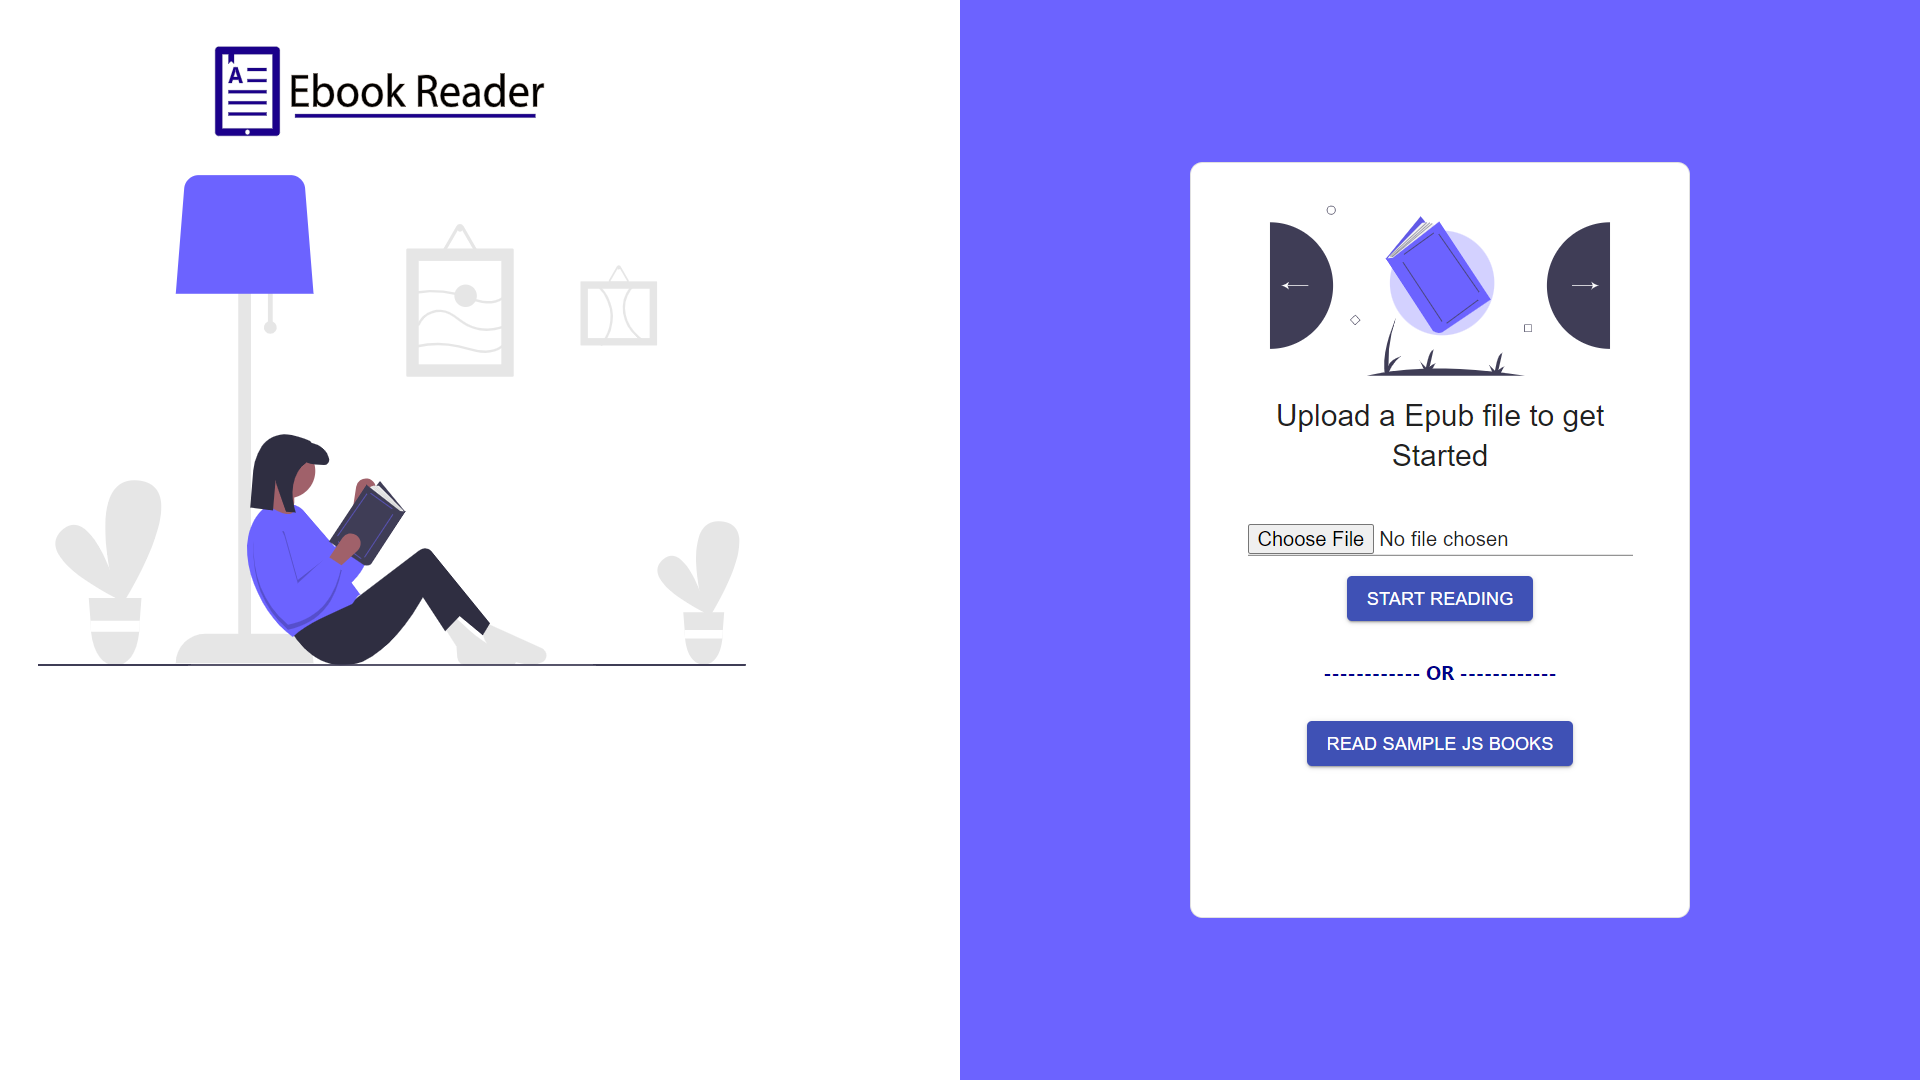 A
Ebook Reader
Upload a Epub file to get
Started
Choose File No file chosen
START READING
------------ OR ------------
READ SAMPLE JS BOOKS